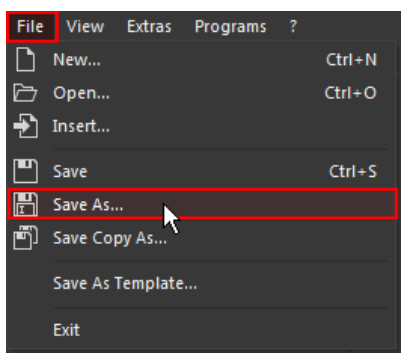 File View Extras Programs ?
New... Ctrl+N
Open... Ctrl+O
Insert...
Save Ctrl+S
Save As...
Save Copy As...
Save As Template...
Exit